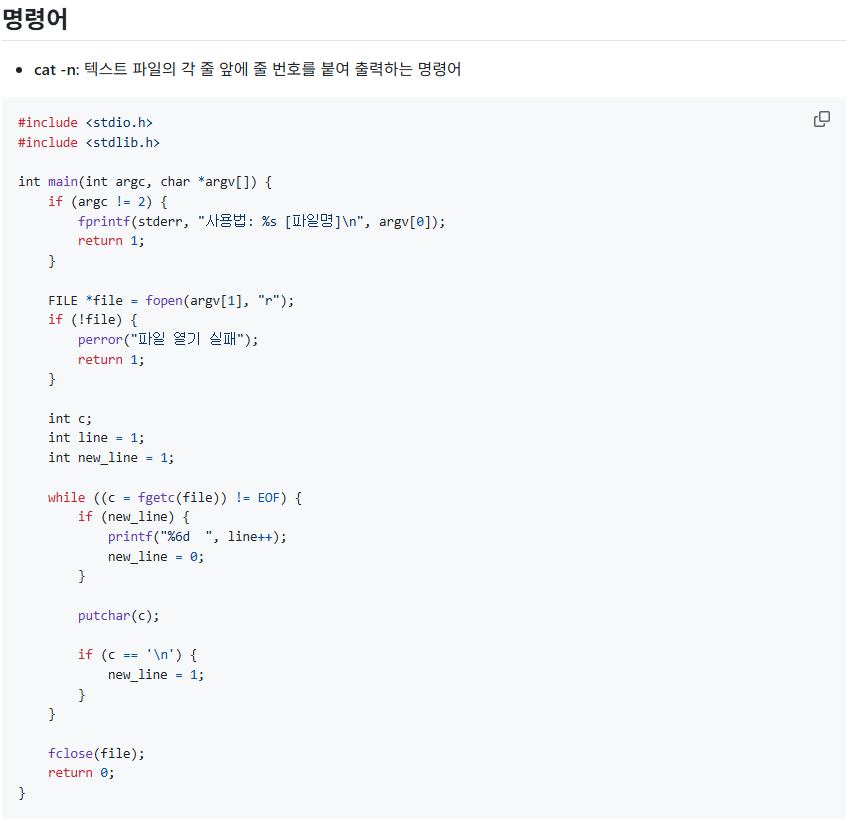 명령어
• cat -n: 텍스트 파일의 각 줄 앞에 줄 번호를 붙여 출력하는 명령어
#include <stdio.h>
#include <stdlib.h>

int main(int argc, char *argv[]) {
    if (argc != 2) {
        fprintf(stderr, "사용법: %s [파일명]\n", argv[0]);
        return 1;
    }

    FILE *file = fopen(argv[1], "r");
    if (!file) {
        perror("파일 열기 실패");
        return 1;
    }

    int c;
    int line = 1;
    int new_line = 1;

    while ((c = fgetc(file)) != EOF) {
        if (new_line) {
            printf("%6d  ", line++);
            new_line = 0;
        }

        putchar(c);

        if (c == '\n') {
            new_line = 1;
        }
    }

    fclose(file);
    return 0;
}